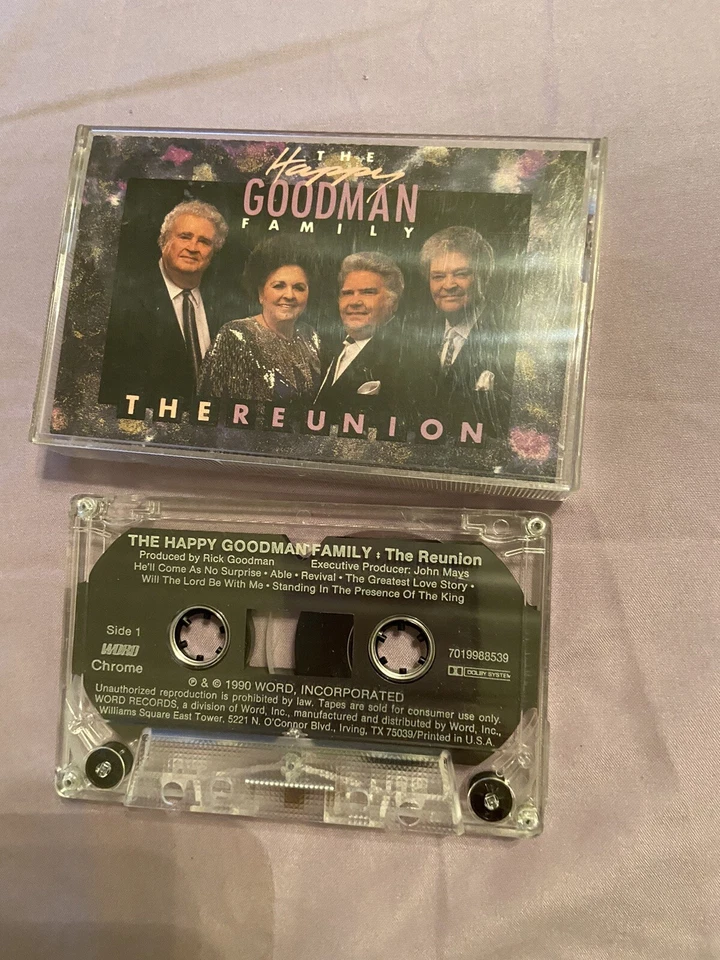 THE
Happy
GOODMAN
FAMILY
THE REUNION
THE HAPPY GOODMAN FAMILY : The Reunion
Produced by Rick Goodman Executive Producer: John Mays
He'll Come As No Surprise • Able • Revival • The Greatest Love Story •
Will The Lord Be With Me • Standing In The Presence Of The King
Side 1
WORD
Chrome
7019988539
DOLBY SYSTEM
℗ & © 1990 WORD, INCORPORATED
Unauthorized reproduction is prohibited by law. Tapes are sold for consumer use only.
WORD RECORDS, a division of Word, Inc., manufactured and distributed by Word, Inc.,
Williams Square East Tower. 5221 N. O'Connor Blvd., Irving, TX 75039/Printed in U.S.A.